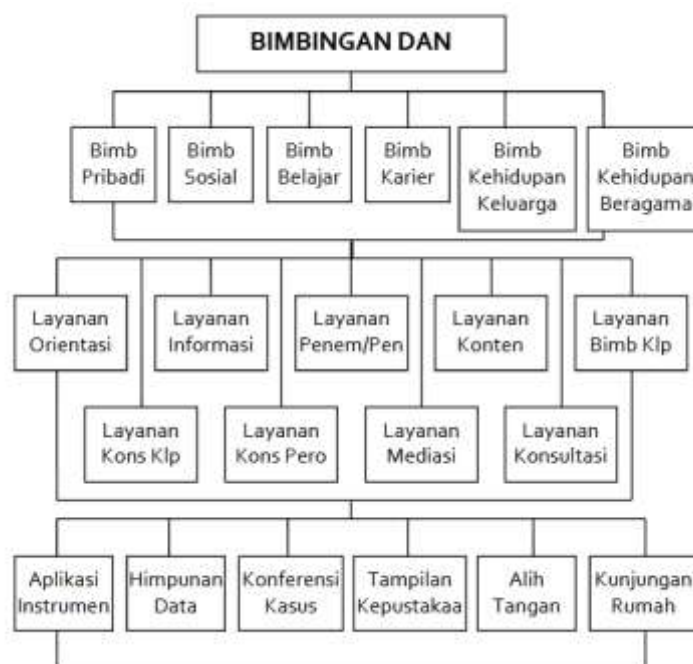 BIMBINGAN DAN
Bimb
Pribadi
Bimb
Sosial
Bimb
Belajar
Bimb
Karier
Bimb
Kehidupan
Keluarga
Bimb
Kehidupan
Beragama
Layanan
Orientasi
Layanan
Informasi
Layanan
Penem/Pen
Layanan
Konten
Layanan
Bimb Klp
Layanan
Kons Klp
Layanan
Kons Pero
Layanan
Mediasi
Layanan
Konsultasi
Aplikasi
Instrumen
Himpunan
Data
Konferensi
Kasus
Tampilan
Kepustakaa
Alih
Tangan
Kunjungan
Rumah